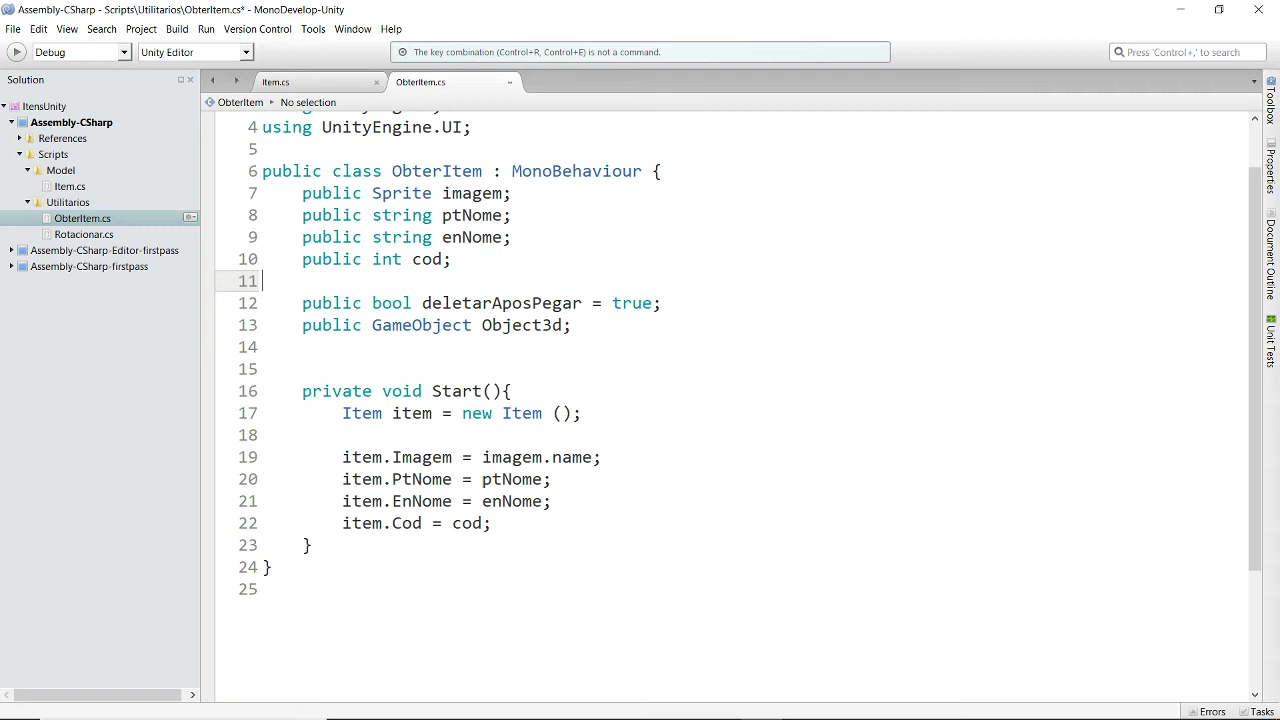 Assembly-CSharp - Scripts\Utilitarios\ObterItem.cs* - MonoDevelop-Unity
File Edit View Search Project Build Run Version Control Tools Window Help
Debug Unity Editor The key combination (Control+R, Control+E) is not a command. Press 'Control+,' to search
Solution
Item.cs ObterItem.cs
ObterItem No selection
ItensUnity
Assembly-CSharp
References
Scripts
Model
Item.cs
Utilitarios
ObterItem.cs
Rotacionar.cs
Assembly-CSharp-Editor-firstpass
Assembly-CSharp-firstpass
4 using UnityEngine.UI;
5
6 public class ObterItem : MonoBehaviour {
7 public Sprite imagem;
8 public string ptNome;
9 public string enNome;
10 public int cod;
11
12 public bool deletarAposPegar = true;
13 public GameObject Object3d;
14
15
16 private void Start(){
17 Item item = new Item ();
18
19 item.Imagem = imagem.name;
20 item.PtNome = ptNome;
21 item.EnNome = enNome;
22 item.Cod = cod;
23 }
24 }
25
Toolbox
Properties
Document Outline
Unit Tests
Errors Tasks